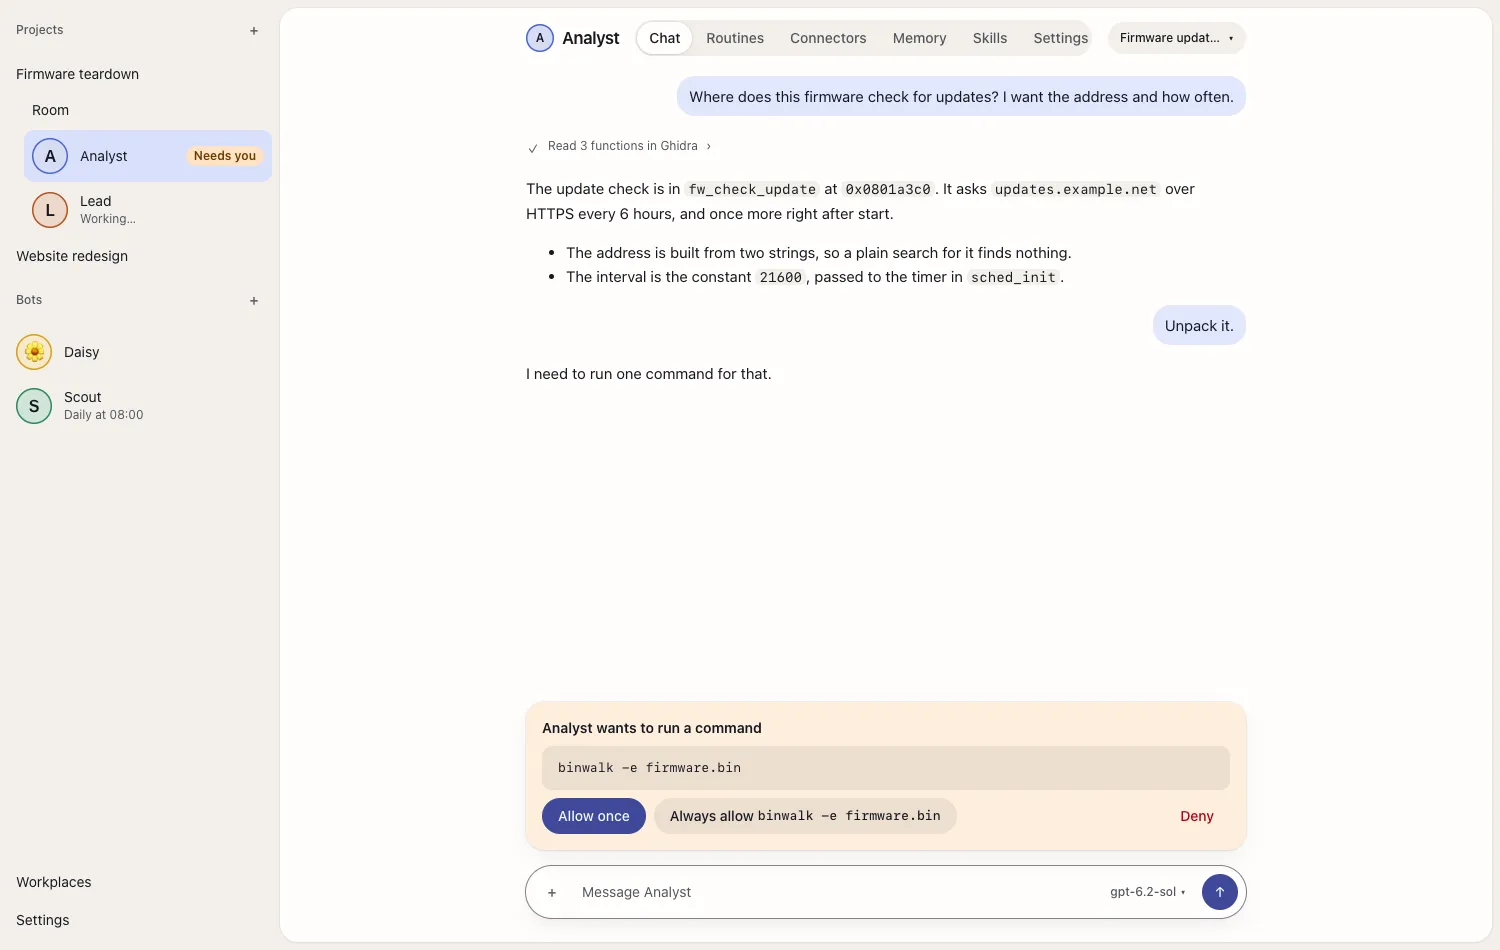 Projects
+
Firmware teardown
Room
A
Analyst
Needs you
L
Lead
Working...
Website redesign
Bots
+
Daisy
S
Scout
Daily at 08:00
Workplaces
Settings
A
Analyst
Chat
Routines
Connectors
Memory
Skills
Settings
Firmware updat...
Where does this firmware check for updates? I want the address and how often.
Read 3 functions in Ghidra ›
The update check is in fw_check_update at 0x0801a3c0. It asks updates.example.net over
HTTPS every 6 hours, and once more right after start.
• The address is built from two strings, so a plain search for it finds nothing.
• The interval is the constant 21600, passed to the timer in sched_init.
Unpack it.
I need to run one command for that.
Analyst wants to run a command
binwalk -e firmware.bin
Allow once
Always allow binwalk -e firmware.bin
Deny
+
Message Analyst
gpt-6.2-sol